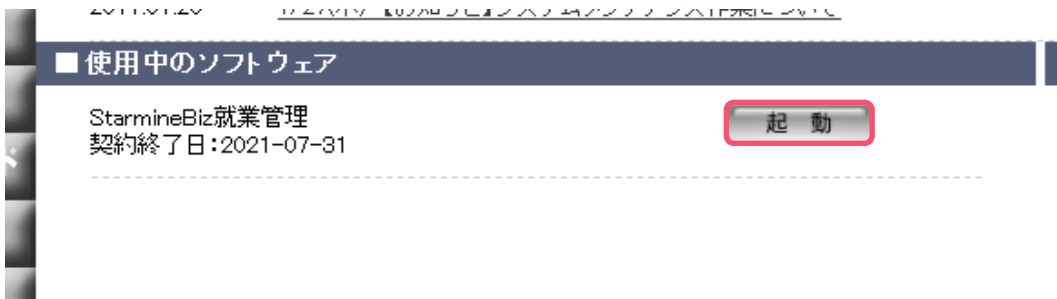 ■使用中のソフトウェア
StarmineBiz就業管理
起 動
契約終了日:2021-07-31
ド